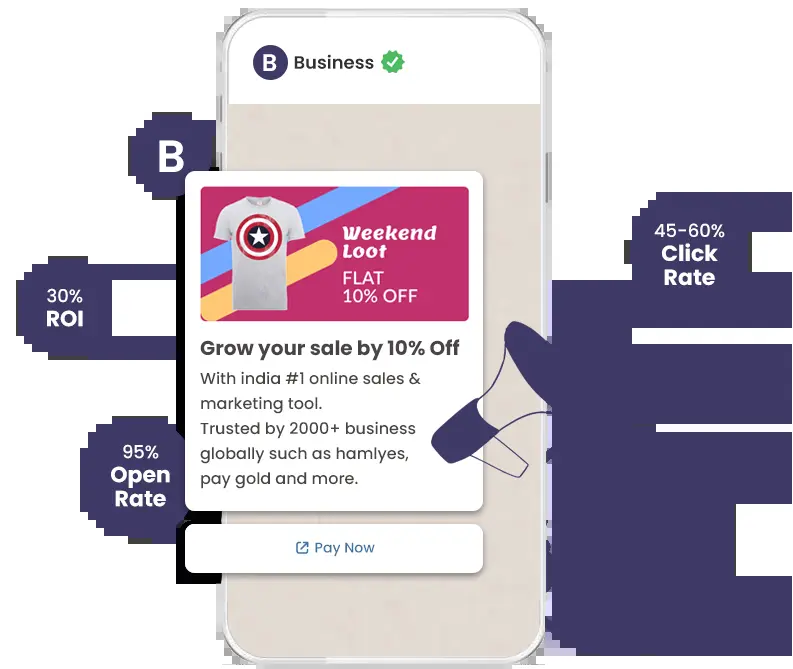 B Business
B
Weekend
Loot
FLAT
10% OFF
Grow your sale by 10% Off
With india #1 online sales &
marketing tool.
Trusted by 2000+ business
globally such as hamlyes,
pay gold and more.
Pay Now
30%
ROI
95%
Open
Rate
45-60%
Click
Rate